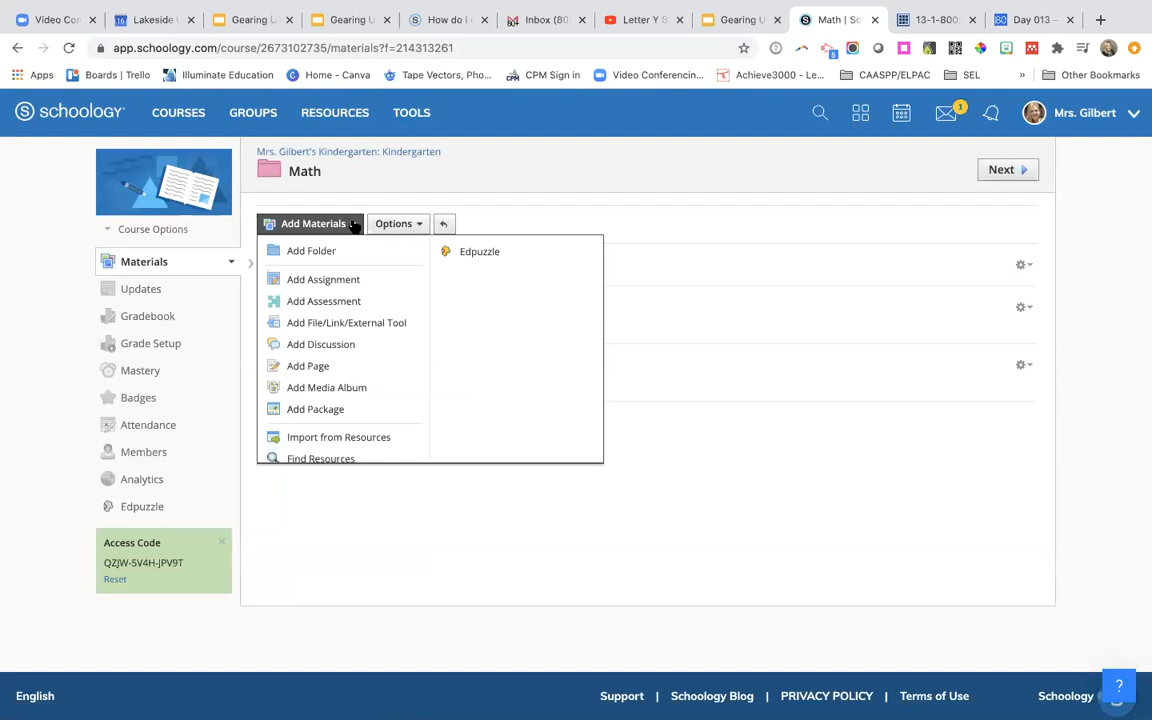 Video Con
16 Lakeside
Gearing U
Gearing U
How do I
Inbox (80
Letter Y S
Gearing U
Math | Sc
13-1-800
80 Day 013 –
app.schoology.com/course/2673102735/materials?f=214313261
5
Apps
Boards | Trello
Illuminate Education
Home - Canva
Tape Vectors, Pho...
CPM Sign in
Video Conferencin...
Achieve3000 - Le...
CAASPP/ELPAC
SEL
»
Other Bookmarks
S schoology
COURSES
GROUPS
RESOURCES
TOOLS
1
Mrs. Gilbert
Mrs. Gilbert's Kindergarten: Kindergarten
Math
Next
Course Options
Add Materials
Options
Materials
Updates
Gradebook
Grade Setup
Mastery
Badges
Attendance
Members
Analytics
Edpuzzle
Add Folder
Add Assignment
Add Assessment
Add File/Link/External Tool
Add Discussion
Add Page
Add Media Album
Add Package
Import from Resources
Find Resources
Edpuzzle
Access Code
QZJW-5V4H-JPV9T
Reset
English
Support | Schoology Blog | PRIVACY POLICY | Terms of Use
Schoology
?